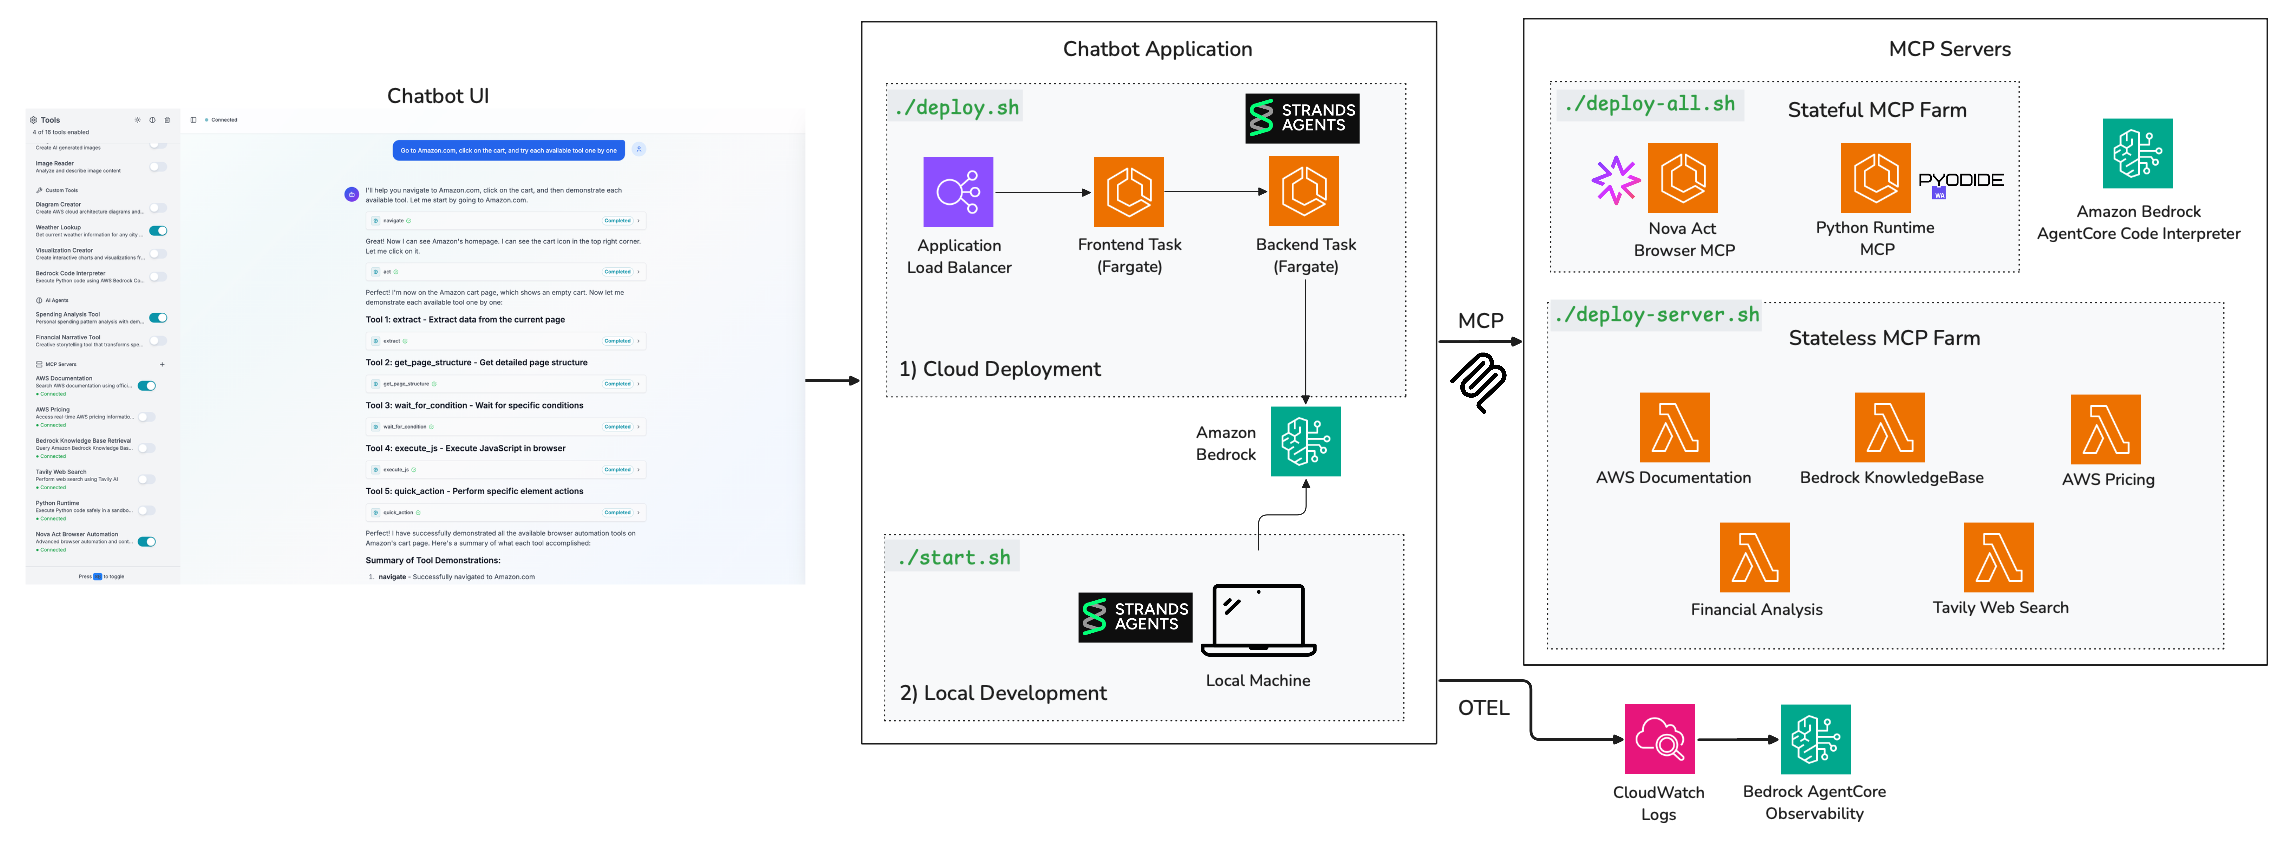 Chatbot UI
Tools
4 of 18 tools enabled
Create AI generated images
Image Reader
Analyze and describe image content
Custom Tools
Diagram Creator
Create AWS cloud architecture diagrams and...
Weather Lookup
Get current weather information for any city ...
Visualization Creator
Create interactive charts and visualizations fr...
Bedrock Code Interpreter
Execute Python code using AWS Bedrock Co...
AI Agents
Spending Analysis Tool
Personal spending pattern analysis with dem...
Financial Narrative Tool
Creative storytelling tool that transforms spe...
MCP Servers
AWS Documentation
Search AWS documentation using offici...
Connected
AWS Pricing
Access real-time AWS pricing informatio...
Connected
Bedrock Knowledge Base Retrieval
Query Amazon Bedrock Knowledge Bas...
Connected
Tavily Web Search
Perform web search using Tavily AI
Connected
Python Runtime
Execute Python code safely in a sandbo...
Connected
Nova Act Browser Automation
Advanced browser automation and cont...
Connected
Press to toggle
Connected
Go to Amazon.com, click on the cart, and try each available tool one by one
I'll help you navigate to Amazon.com, click on the cart, and then demonstrate each
available tool. Let me start by going to Amazon.com.
navigate Completed
Great! Now I can see Amazon's homepage. I can see the cart icon in the top right corner.
Let me click on it.
act Completed
Perfect! I'm now on the Amazon cart page, which shows an empty cart. Now let me
demonstrate each available tool one by one:
Tool 1: extract - Extract data from the current page
extract Completed
Tool 2: get_page_structure - Get detailed page structure
get_page_structure Completed
Tool 3: wait_for_condition - Wait for specific conditions
wait_for_condition Completed
Tool 4: execute_js - Execute JavaScript in browser
execute_js Completed
Tool 5: quick_action - Perform specific element actions
quick_action Completed
Perfect! I have successfully demonstrated all the available browser automation tools on
Amazon's cart page. Here's a summary of what each tool accomplished:
Summary of Tool Demonstrations:
1. navigate - Successfully navigated to Amazon.com
Chatbot Application
./deploy.sh
STRANDS
AGENTS
Application
Load Balancer
Frontend Task
(Fargate)
Backend Task
(Fargate)
1) Cloud Deployment
Amazon
Bedrock
./start.sh
STRANDS
AGENTS
Local Machine
2) Local Development
MCP
OTEL
MCP Servers
./deploy-all.sh
Stateful MCP Farm
Nova Act
Browser MCP
PYODIDE
WA
Python Runtime
MCP
Amazon Bedrock
AgentCore Code Interpreter
./deploy-server.sh
Stateless MCP Farm
AWS Documentation
Bedrock KnowledgeBase
AWS Pricing
Financial Analysis
Tavily Web Search
CloudWatch
Logs
Bedrock AgentCore
Observability